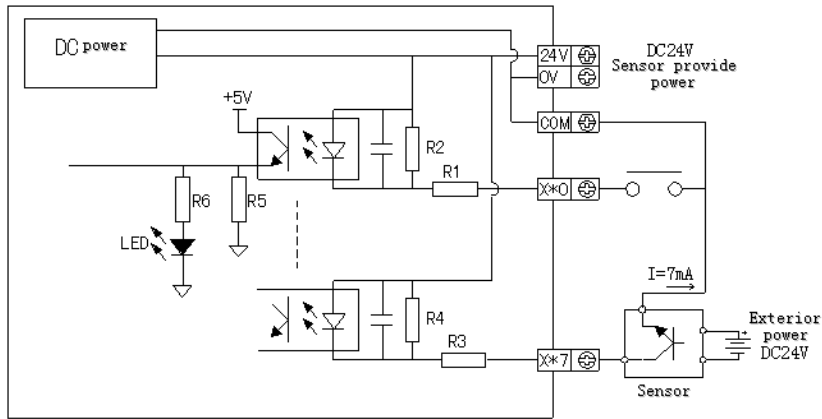 DC power
24V
0V
DC24V
Sensor provide
power
COM
+5V
R2
R1
X*0
R6
R5
LED
I=7mA
R4
R3
X*7
Sensor
Exterior
power
DC24V
+